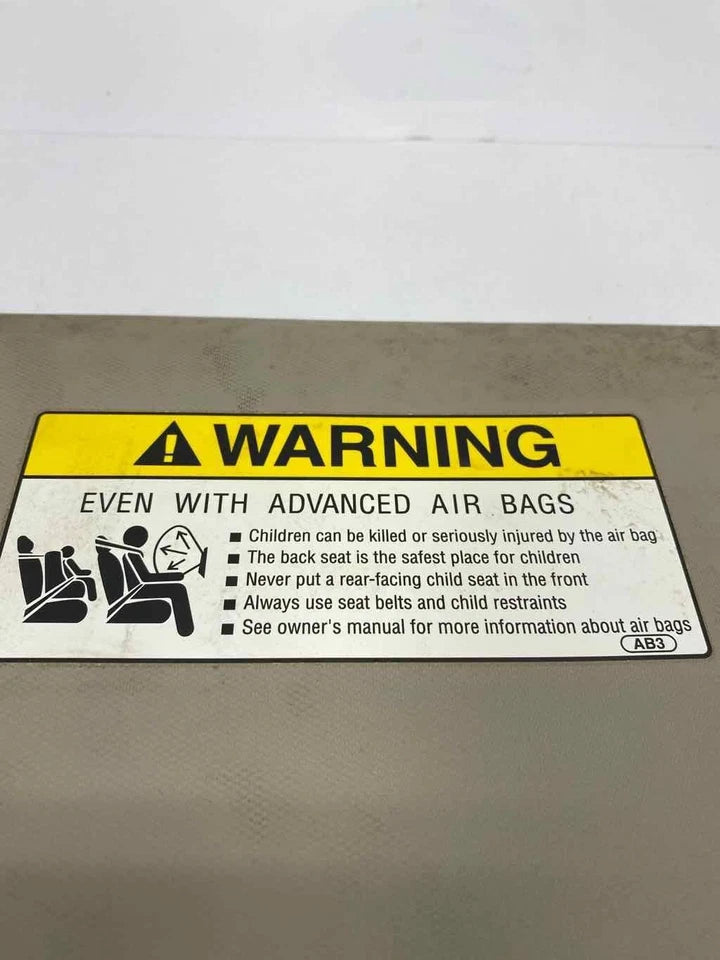 WARNING
EVEN WITH ADVANCED AIR BAGS
■ Children can be killed or seriously injured by the air bag
■ The back seat is the safest place for children
■ Never put a rear-facing child seat in the front
■ Always use seat belts and child restraints
■ See owner's manual for more information about air bags
AB3